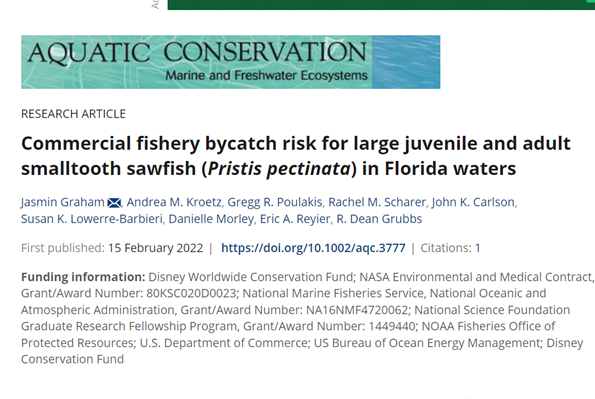 AQUATIC CONSERVATION
Marine and Freshwater Ecosystems
RESEARCH ARTICLE
Commercial fishery bycatch risk for large juvenile and adult
smalltooth sawfish (Pristis pectinata) in Florida waters
Jasmin Graham, Andrea M. Kroetz, Gregg R. Poulakis, Rachel M. Scharer, John K. Carlson,
Susan K. Lowerre-Barbieri, Danielle Morley, Eric A. Reyier, R. Dean Grubbs
First published: 15 February 2022 | https://doi.org/10.1002/aqc.3777 | Citations: 1
Funding information: Disney Worldwide Conservation Fund; NASA Environmental and Medical Contract,
Grant/Award Number: 80KSC020D0023; National Marine Fisheries Service, National Oceanic and
Atmospheric Administration, Grant/Award Number: NA16NMF4720062; National Science Foundation
Graduate Research Fellowship Program, Grant/Award Number: 1449440; NOAA Fisheries Office of
Protected Resources; U.S. Department of Commerce; US Bureau of Ocean Energy Management; Disney
Conservation Fund